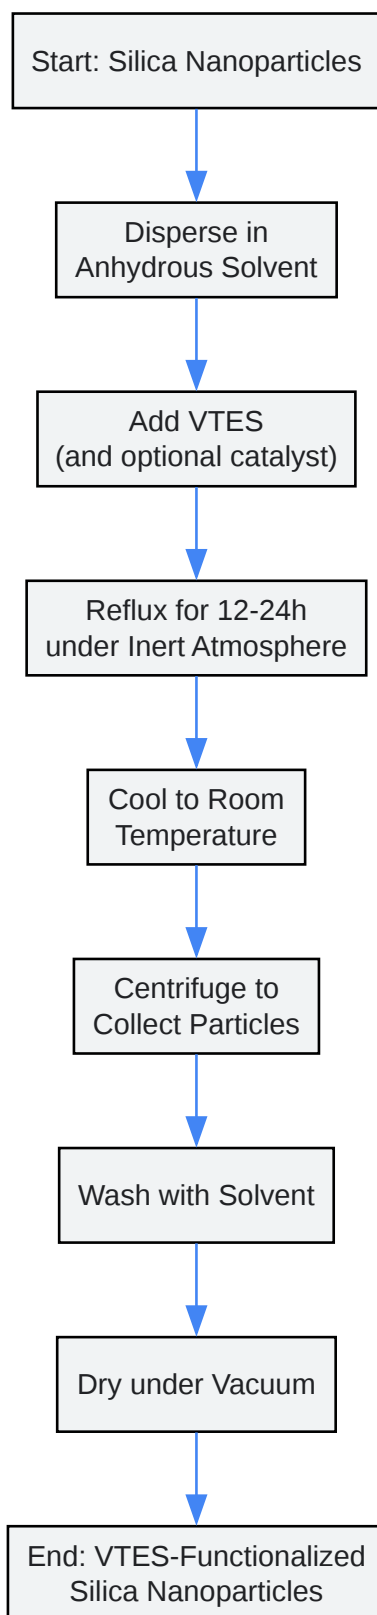 Start: Silica Nanoparticles
Disperse in
Anhydrous Solvent
Add VTES
(and optional catalyst)
Reflux for 12-24h
under Inert Atmosphere
Cool to Room
Temperature
Centrifuge to
Collect Particles
Wash with Solvent
Dry under Vacuum
End: VTES-Functionalized
Silica Nanoparticles